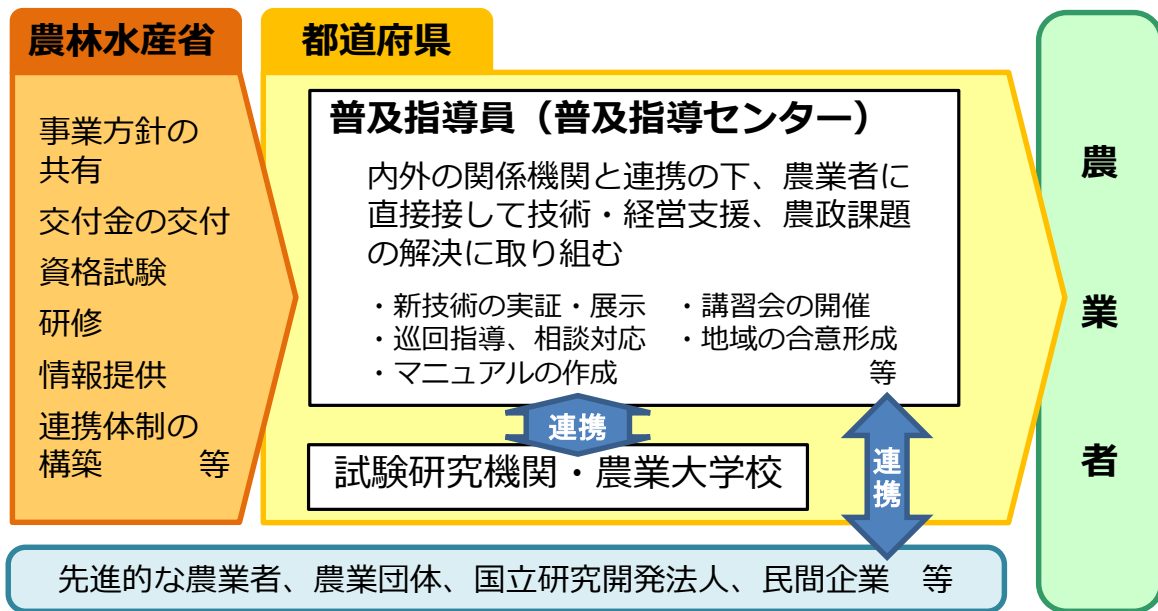 農林水産省
事業方針の
共有
交付金の交付
資格試験
研修
情報提供
連携体制の
構築　　　等
都道府県
普及指導員（普及指導センター）
内外の関係機関と連携の下、農業者に
直接接して技術・経営支援、農政課題
の解決に取り組む
・新技術の実証・展示　・講習会の開催
・巡回指導、相談対応　・地域の合意形成
・マニュアルの作成　　　　　　　　等
連携
試験研究機関・農業大学校
連携
先進的な農業者、農業団体、国立研究開発法人、民間企業　等
農業者